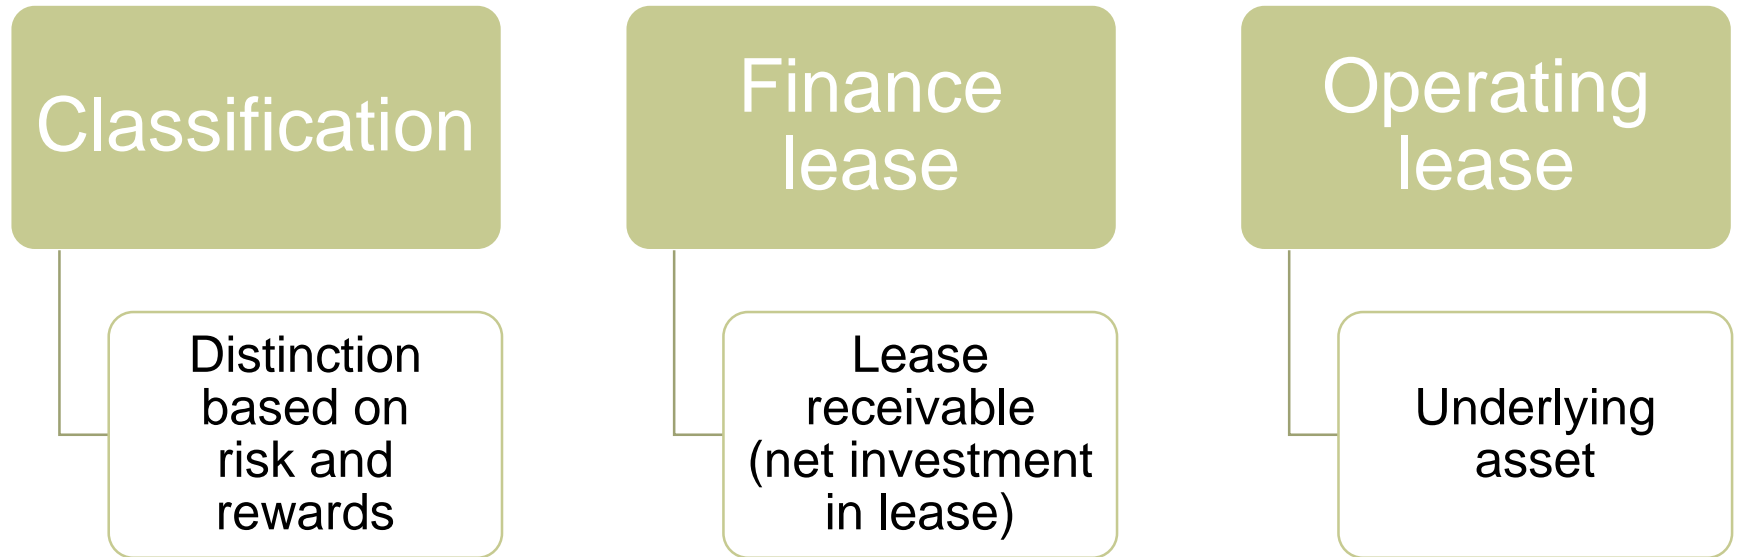 Classification
Distinction
based on
risk and
rewards
Finance
lease
Lease
receivable
(net investment
in lease)
Operating
lease
Underlying
asset